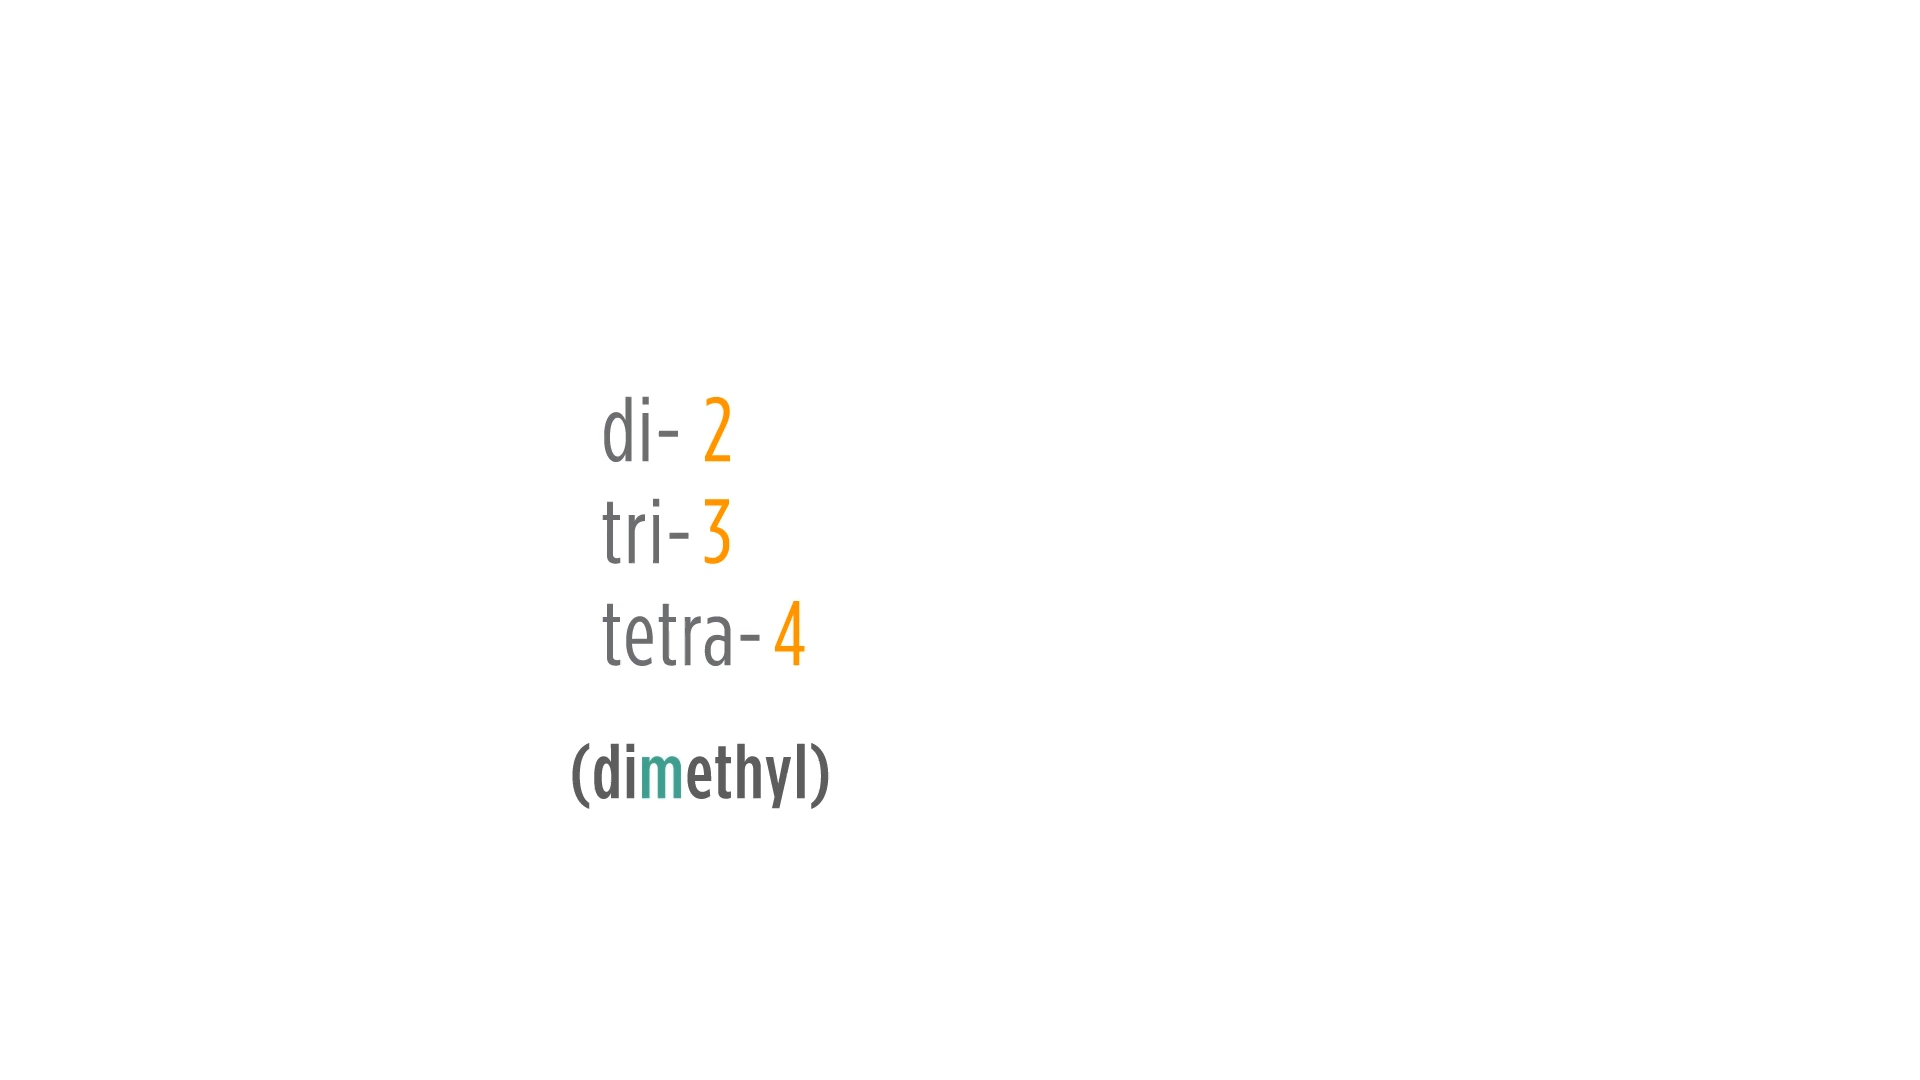 di- 2
tri- 3
tetra- 4
(dimethyl)